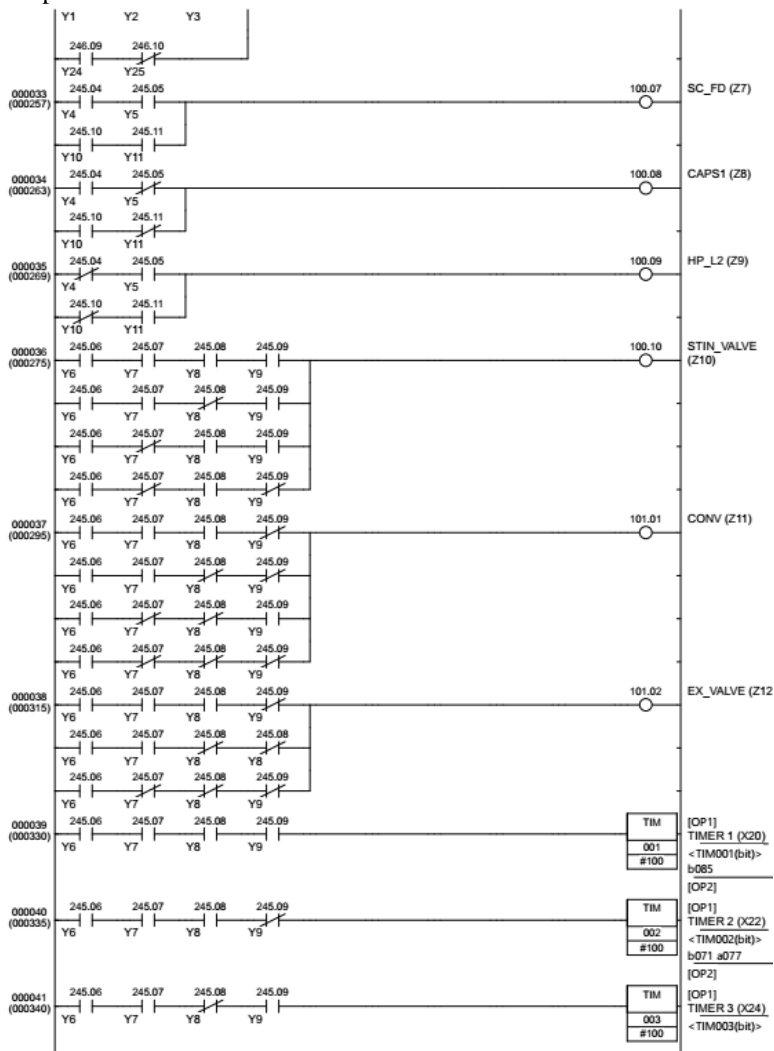 Y1 Y2 Y3
246.09 246.10
Y24 Y25
000033
(000257)
245.04 245.05 100.07 SC_FD (Z7)
Y4 Y5
245.10 245.11
Y10 Y11
000034
(000263)
245.04 245.05 100.08 CAPS1 (Z8)
Y4 Y5
245.10 245.11
Y10 Y11
000035
(000269)
245.04 245.05 100.09 HP_L2 (Z9)
Y4 Y5
245.10 245.11
Y10 Y11
000036
(000275)
245.06 245.07 245.08 245.09 100.10 STIN_VALVE
(Z10)
Y6 Y7 Y8 Y9
245.06 245.07 245.08 245.09
Y6 Y7 Y8 Y9
245.06 245.07 245.08 245.09
Y6 Y7 Y8 Y9
245.06 245.07 245.08 245.09
Y6 Y7 Y8 Y9
000037
(000295)
245.06 245.07 245.08 245.09 101.01 CONV (Z11)
Y6 Y7 Y8 Y9
245.06 245.07 245.08 245.09
Y6 Y7 Y8 Y9
245.06 245.07 245.08 245.09
Y6 Y7 Y8 Y9
245.06 245.07 245.08 245.09
Y6 Y7 Y8 Y9
000038
(000315)
245.06 245.07 245.08 245.09 101.02 EX_VALVE (Z12
Y6 Y7 Y8 Y9
245.06 245.07 245.08 245.08
Y6 Y7 Y8 Y8
245.06 245.07 245.08 245.09
Y6 Y7 Y8 Y9
000039
(000330)
245.06 245.07 245.08 245.09 TIM [OP1]
Y6 Y7 Y8 Y9 TIMER 1 (X20)
001 <TIM001(bit)>
#100 b085
[OP2]
000040
(000335)
245.06 245.07 245.08 245.09 TIM [OP1]
Y6 Y7 Y8 Y9 TIMER 2 (X22)
002 <TIM002(bit)>
#100 b071 a077
[OP2]
000041
(000340)
245.06 245.07 245.08 245.09 TIM [OP1]
Y6 Y7 Y8 Y9 TIMER 3 (X24)
003 <TIM003(bit)>
#100